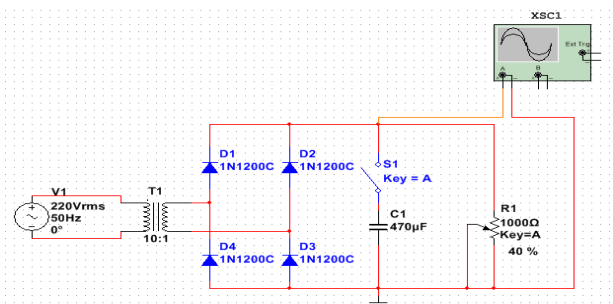 XSC1
Ext Trig
A
B
D1
1N1200C
D2
1N1200C
S1
Key = A
V1
220Vrms
50Hz
0°
T1
10:1
C1
470µF
R1
1000Ω
Key=A
40 %
D4
1N1200C
D3
1N1200C